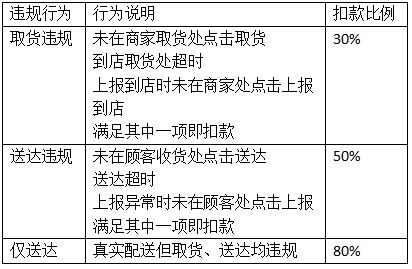 违规行为 行为说明 扣款比例
取货违规 未在商家取货处点击取货 30%
到店取货处超时
上报到店时未在商家处点击上报
到店
满足其中一项即扣款
送达违规 未在顾客收货处点击送达 50%
送达超时
上报异常时未在顾客处点击上报
满足其中一项即扣款
仅送达 真实配送但取货、送达均违规 80%